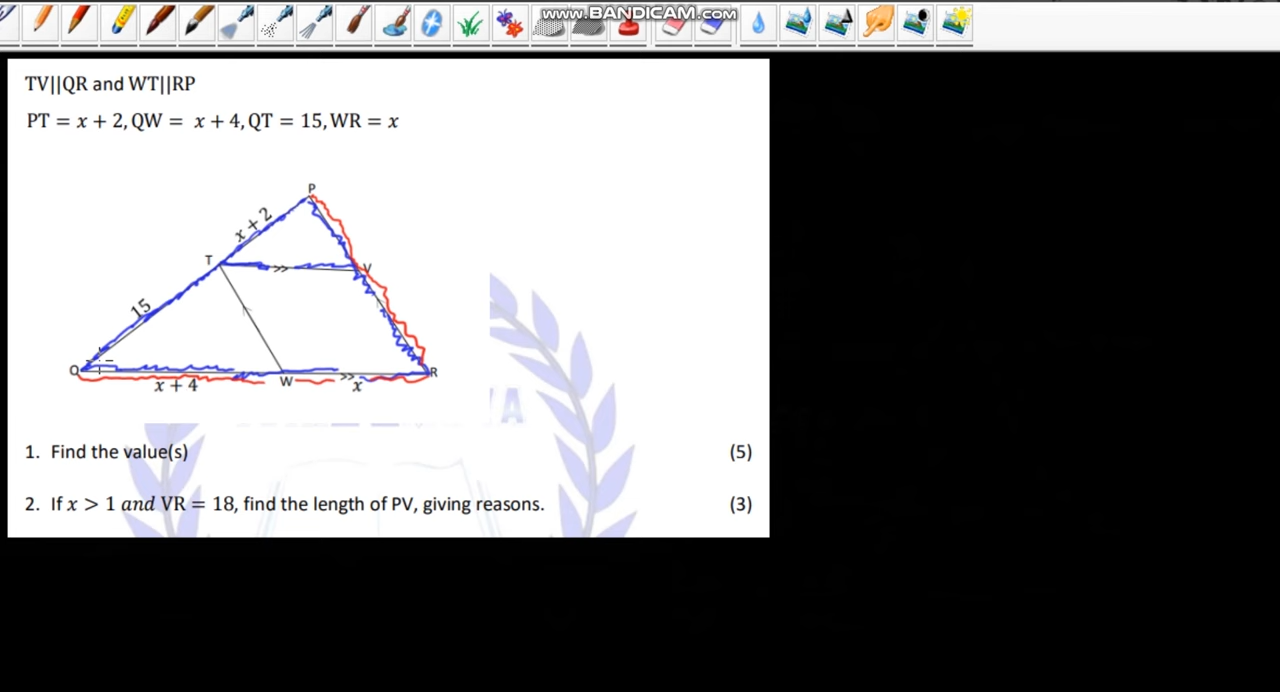 www.BANDICAM.com
TV||QR and WT||RP
PT = x + 2, QW = x + 4, QT = 15, WR = x
P
x + 2
T
V
15
Q
W
R
x + 4
x
1. Find the value(s) (5)
2. If x > 1 and VR = 18, find the length of PV, giving reasons. (3)